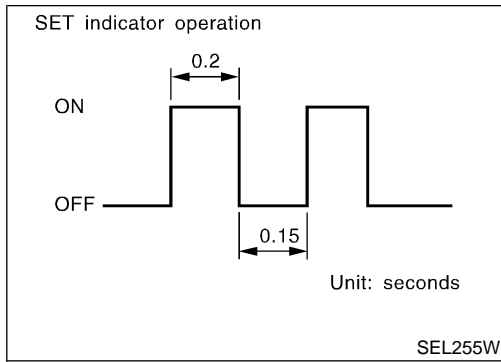 SET indicator operation
0.2
ON
OFF
0.15
Unit: seconds
SEL255W